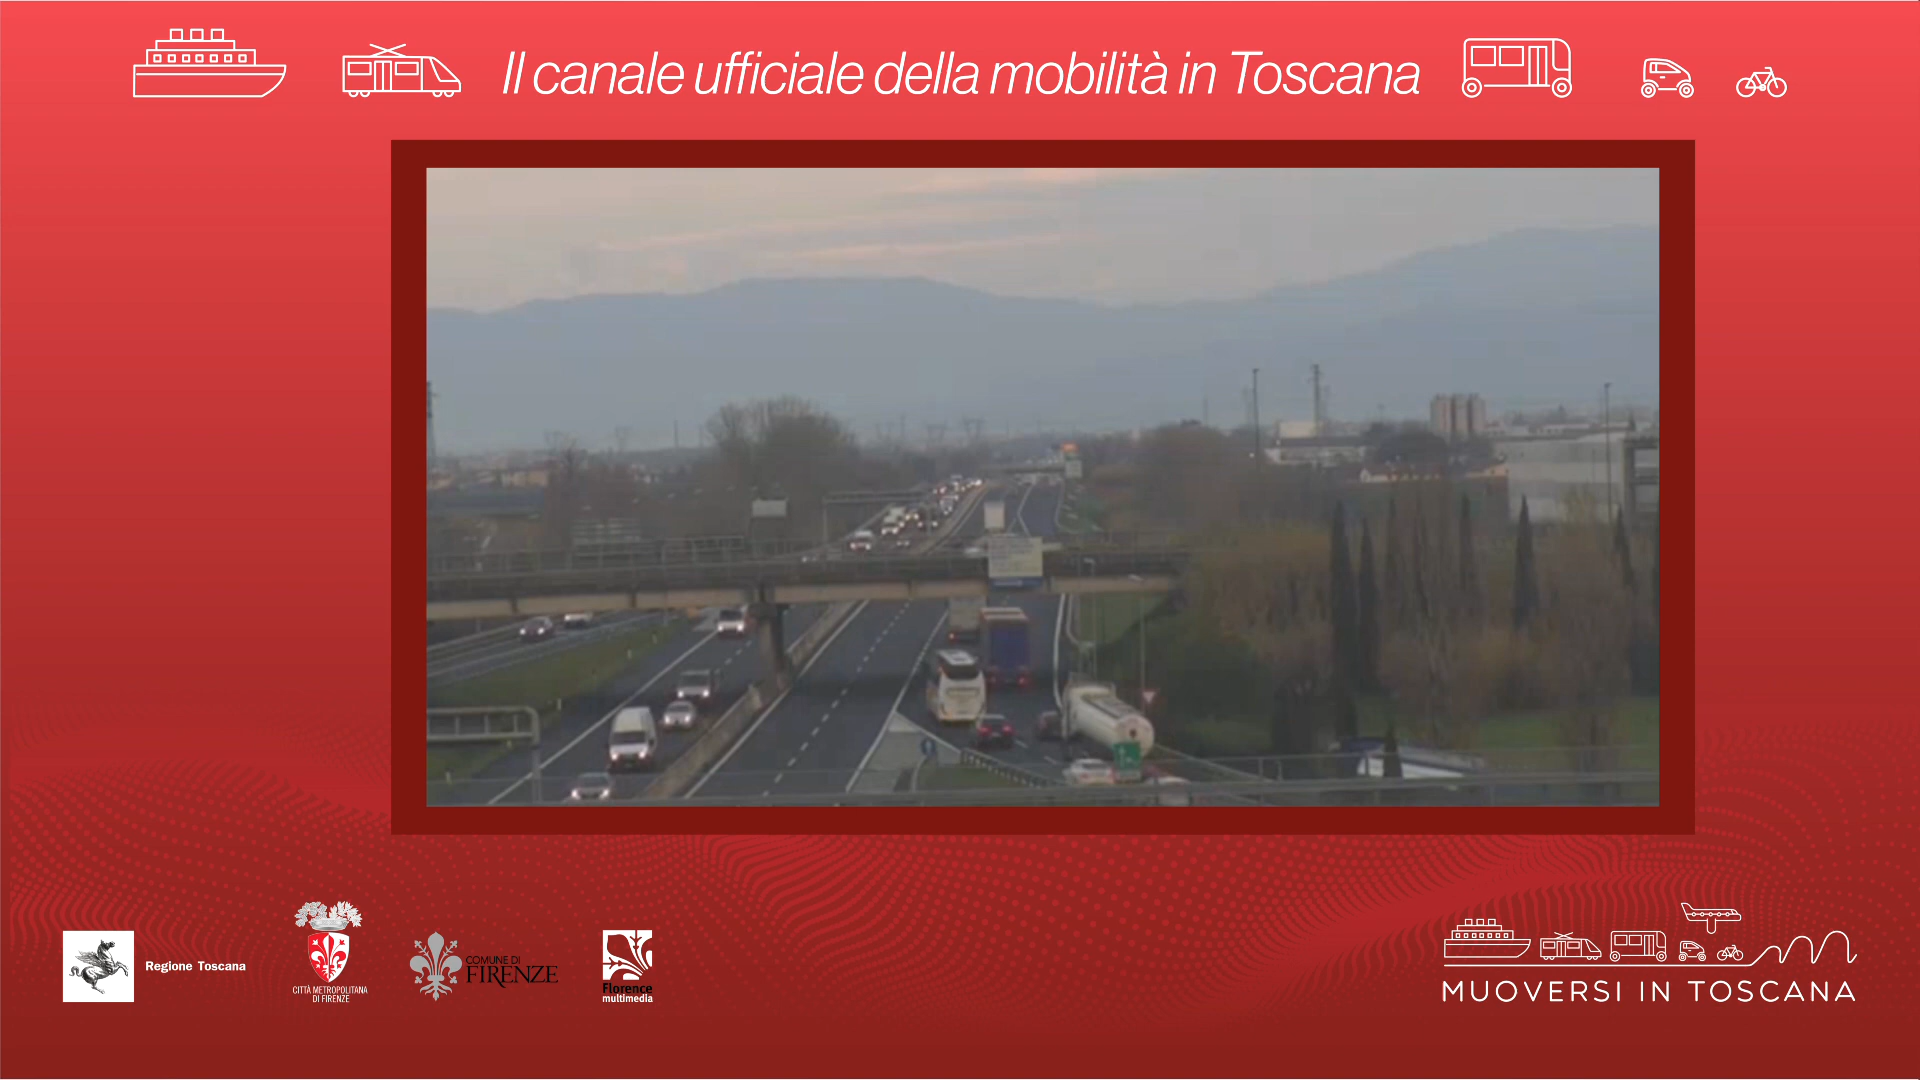 Il canale ufficiale della mobilità in Toscana
Regione Toscana
CITTÀ METROPOLITANA
DI FIRENZE
COMUNE DI
FIRENZE
Florence
multimedia
MUOVERSI IN TOSCANA